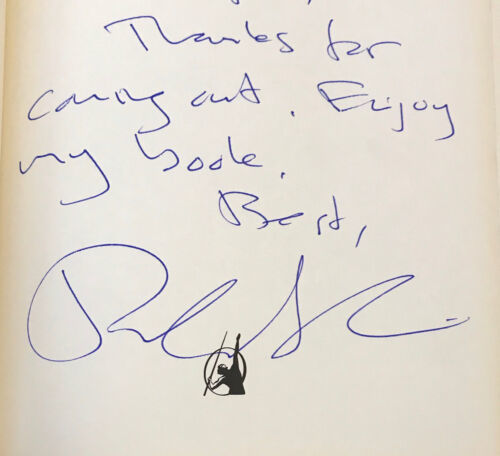 Thanks for
coming out. Enjoy
my book.
Best,